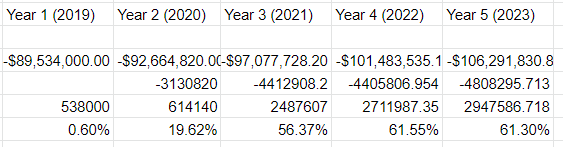 Year 1 (2019) Year 2 (2020) Year 3 (2021) Year 4 (2022) Year 5 (2023)
-$89,534,000.00 -$92,664,820.0( -$97,077,728.20 -$101,483,535.1 -$106,291,830.8
-3130820 -4412908.2 -4405806.954 -4808295.713
538000 614140 2487607 2711987.35 2947586.718
0.60% 19.62% 56.37% 61.55% 61.30%